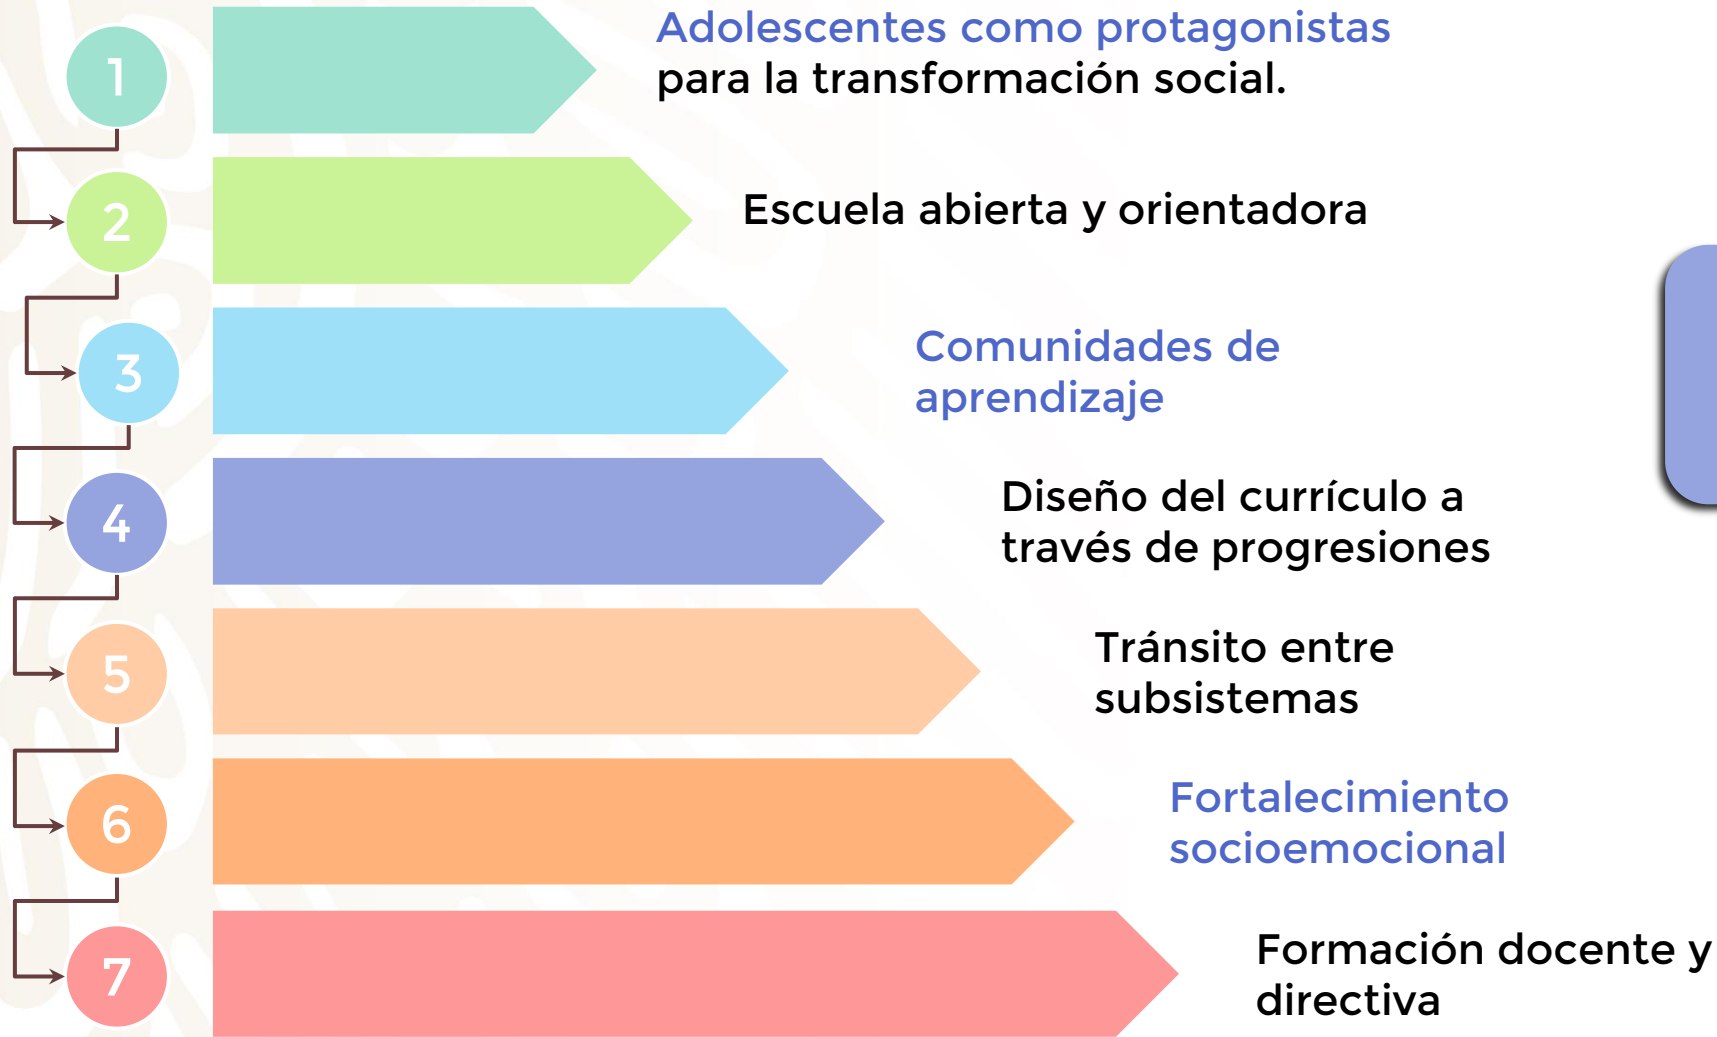 1
Adolescentes como protagonistas
para la transformación social.
2
Escuela abierta y orientadora
3
Comunidades de
aprendizaje
4
Diseño del currículo a
través de progresiones
5
Tránsito entre
subsistemas
6
Fortalecimiento
socioemocional
7
Formación docente y
directiva